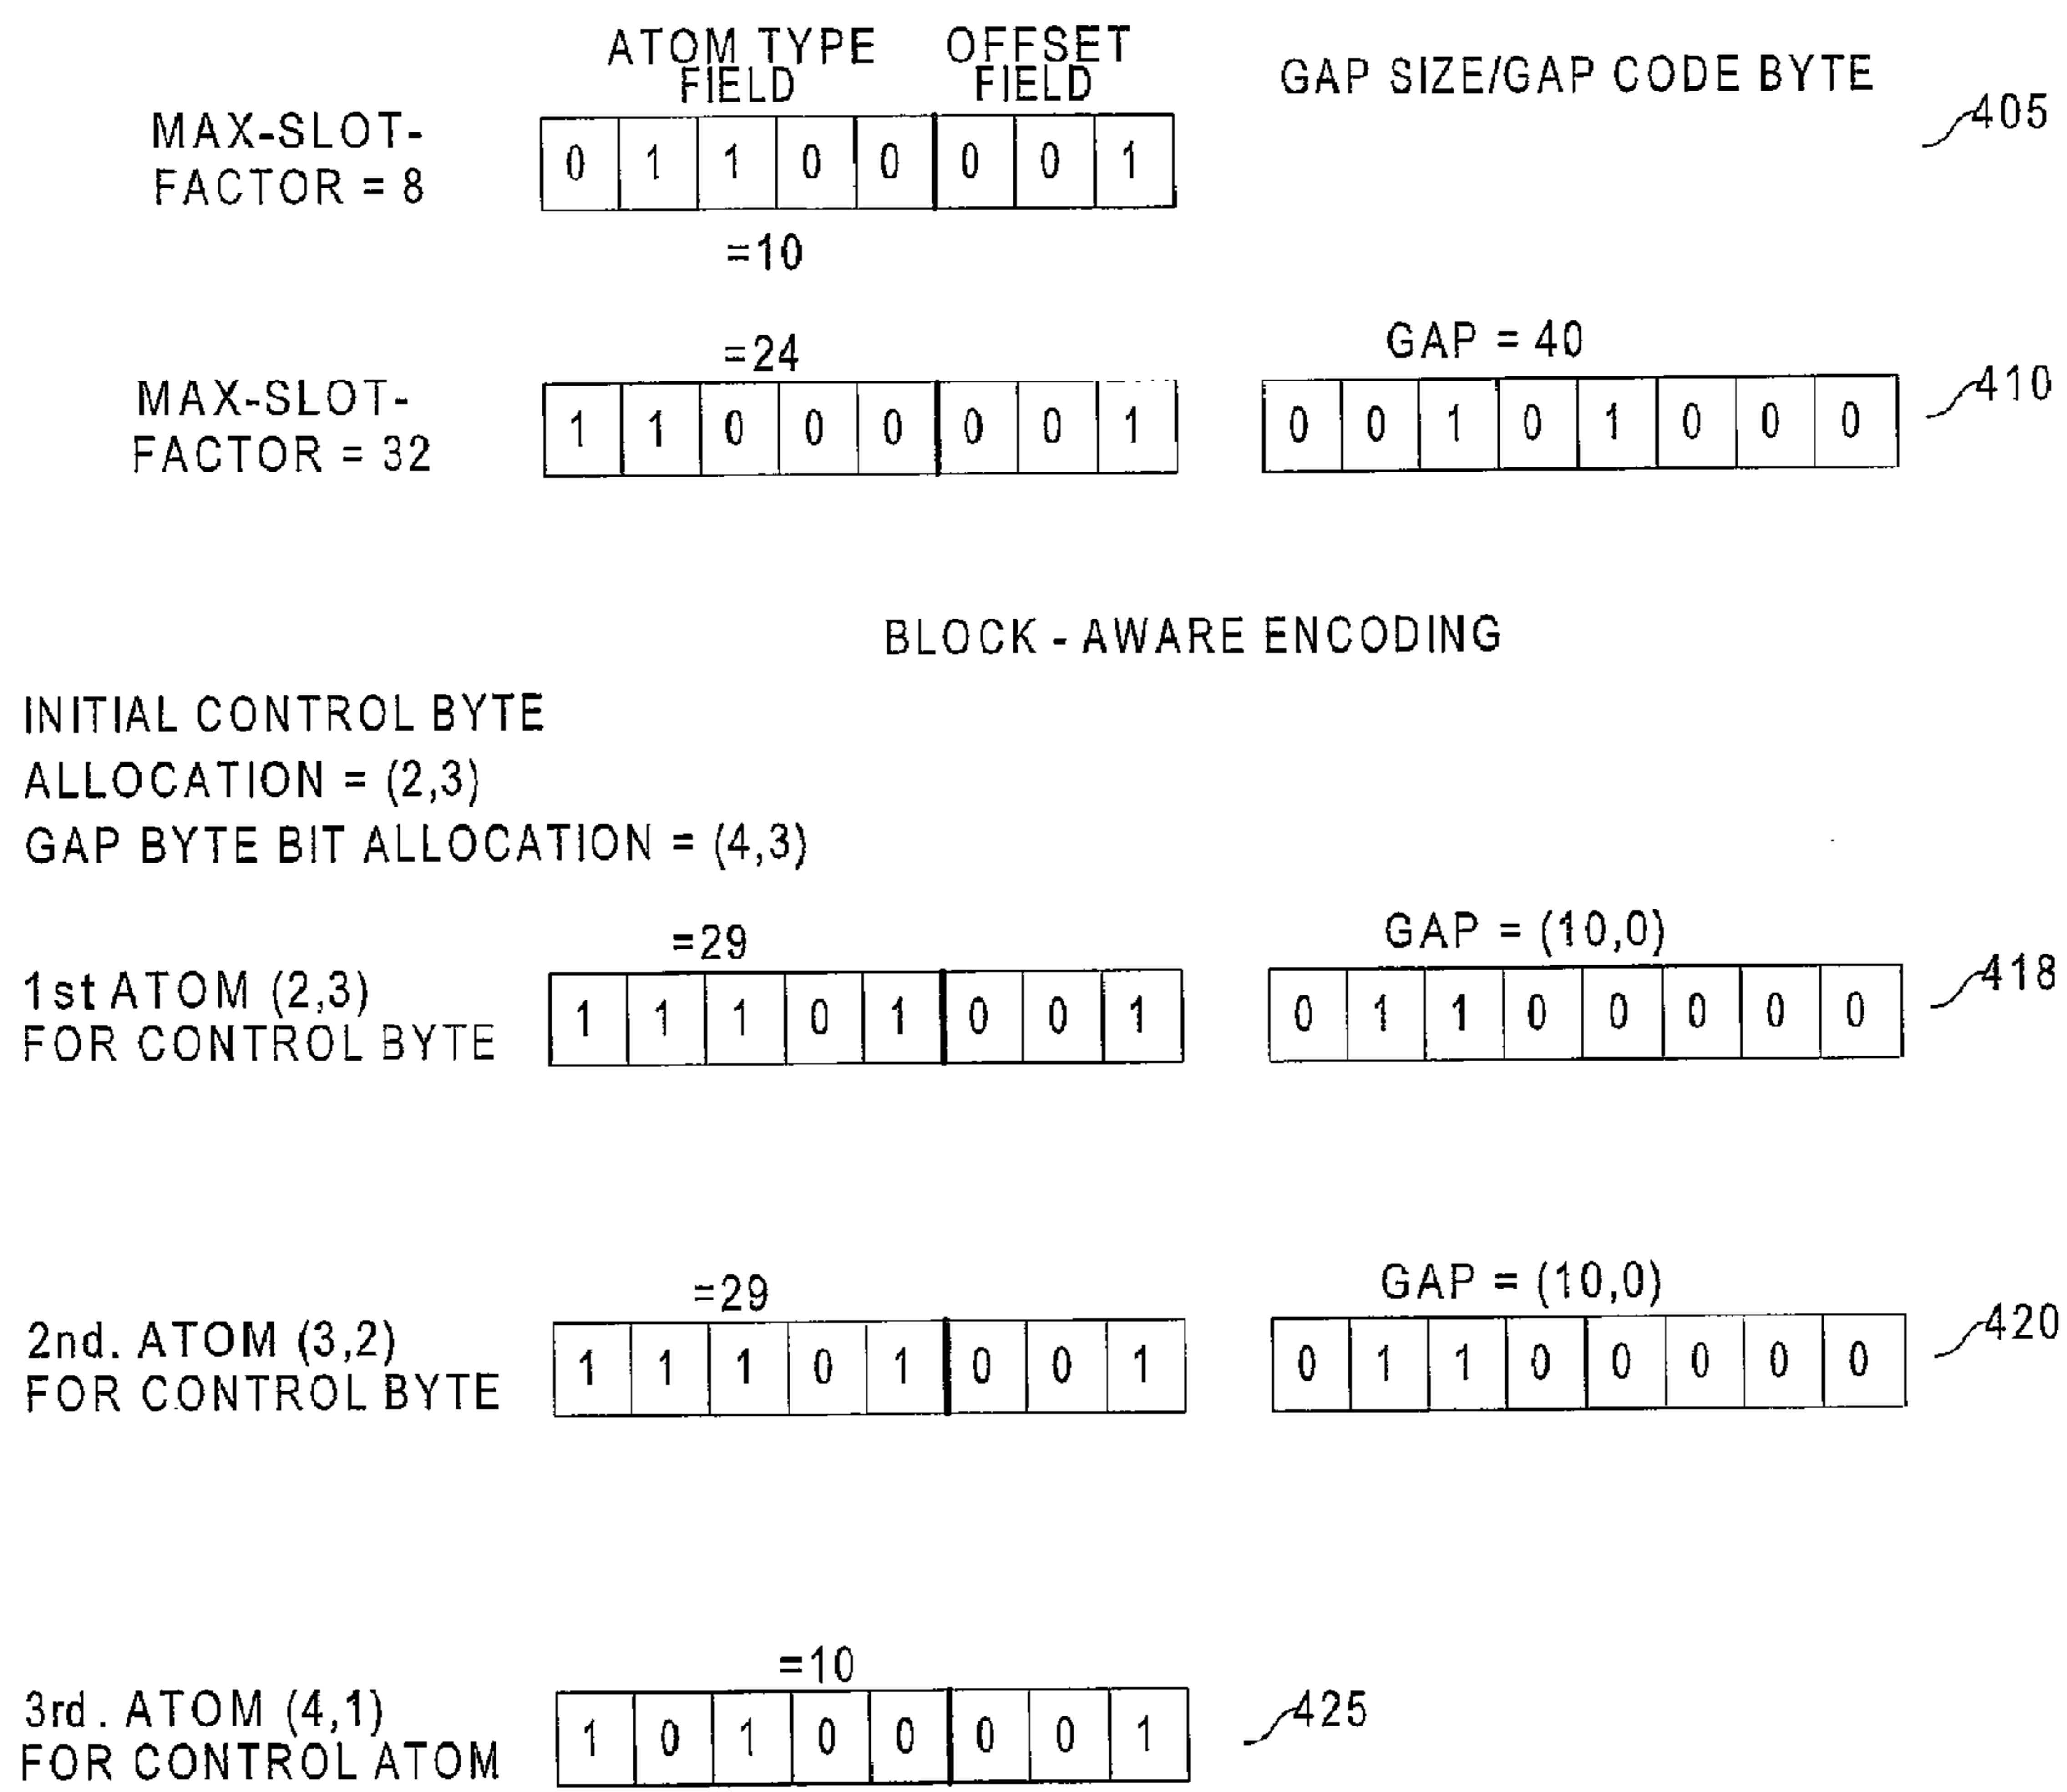 ATOM TYPE FIELD
OFFSET FIELD
GAP SIZE/GAP CODE BYTE
MAX-SLOT-
FACTOR = 8
0 1 1 0 0 0 0 1
405
=10
=24
GAP = 40
MAX-SLOT-
FACTOR = 32
1 1 0 0 0 0 0 1
0 0 1 0 1 0 0 0
410
BLOCK - AWARE ENCODING
INITIAL CONTROL BYTE
ALLOCATION = (2,3)
GAP BYTE BIT ALLOCATION = (4,3)
=29
GAP = (10,0)
1st ATOM (2,3)
FOR CONTROL BYTE
1 1 1 0 1 0 0 1
0 1 1 0 0 0 0 0
418
=29
GAP = (10,0)
2nd. ATOM (3,2)
FOR CONTROL BYTE
1 1 1 0 1 0 0 1
0 1 1 0 0 0 0 0
420
=10
3rd. ATOM (4,1)
FOR CONTROL ATOM
1 0 1 0 0 0 0 1
425